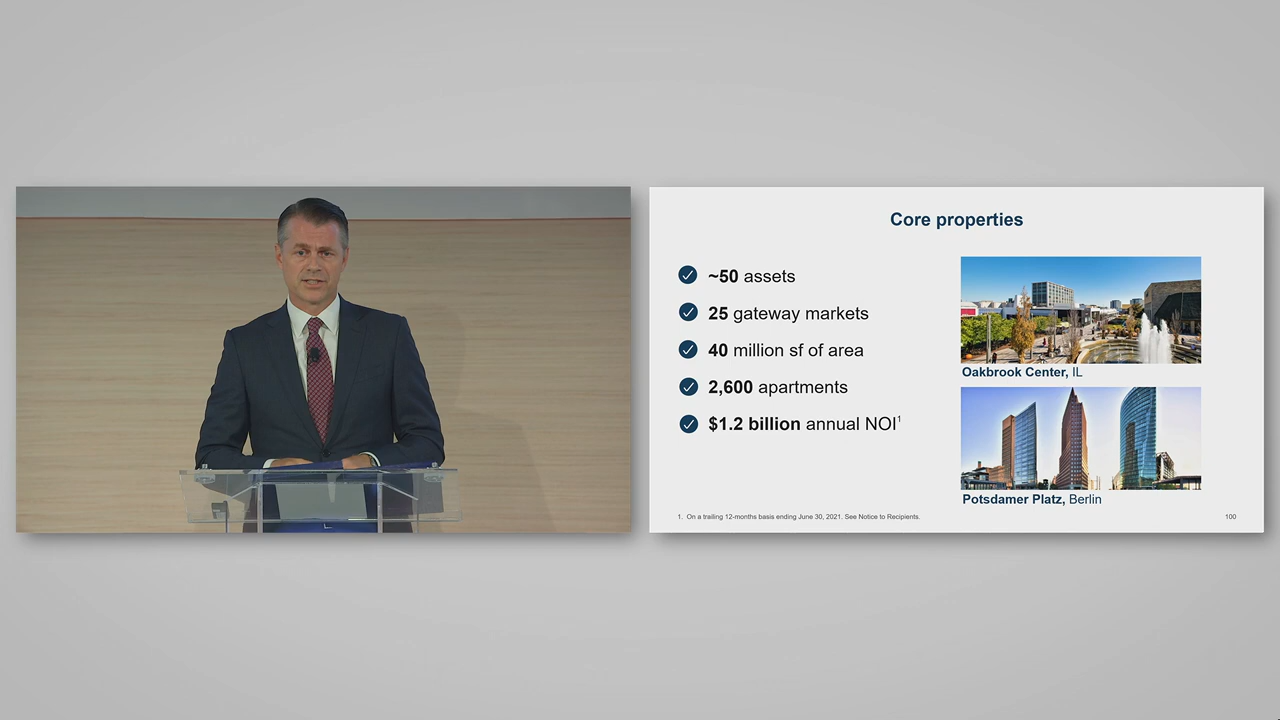 Core properties
~50 assets
25 gateway markets
40 million sf of area
2,600 apartments
$1.2 billion annual NOI¹
Oakbrook Center, IL
Potsdamer Platz, Berlin
1. On a trailing 12-months basis ending June 30, 2021. See Notice to Recipients.
100